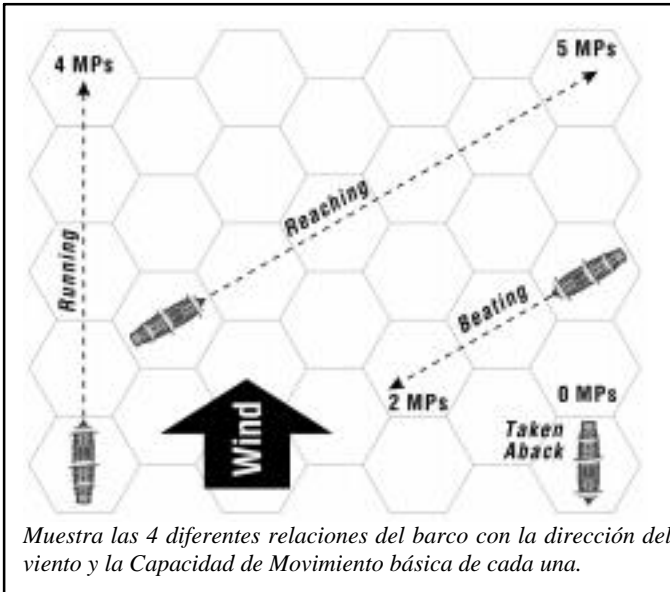 4 MPs
5 MPs
Running
Reaching
Beating
2 MPs
0 MPs
Taken
Aback
Wind
Muestra las 4 diferentes relaciones del barco con la dirección del
viento y la Capacidad de Movimiento básica de cada una.